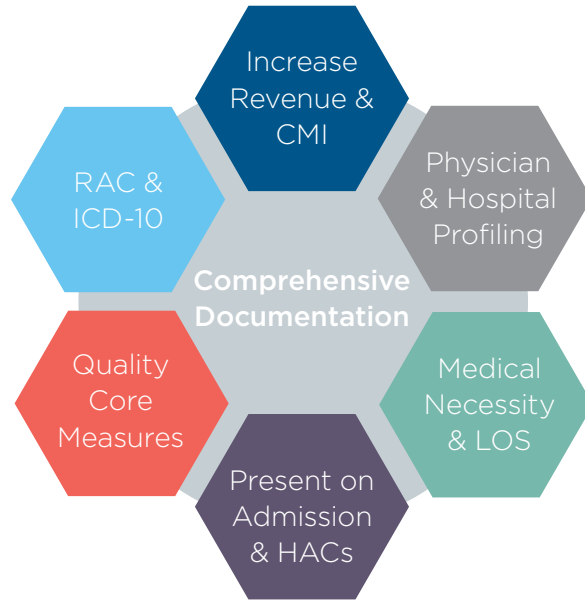 Increase
Revenue &
CMI
Physician
& Hospital
Profiling
Medical
Necessity
& LOS
Present on
Admission
& HACs
Quality
Core
Measures
RAC &
ICD-10
Comprehensive
Documentation